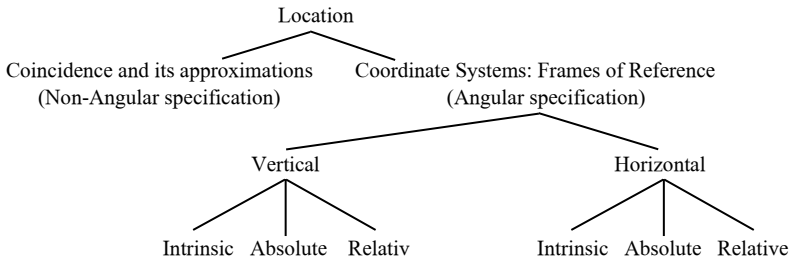 Location
Coincidence and its approximations
(Non-Angular specification)
Coordinate Systems: Frames of Reference
(Angular specification)
Vertical
Horizontal
Intrinsic Absolute Relativ
Intrinsic Absolute Relative